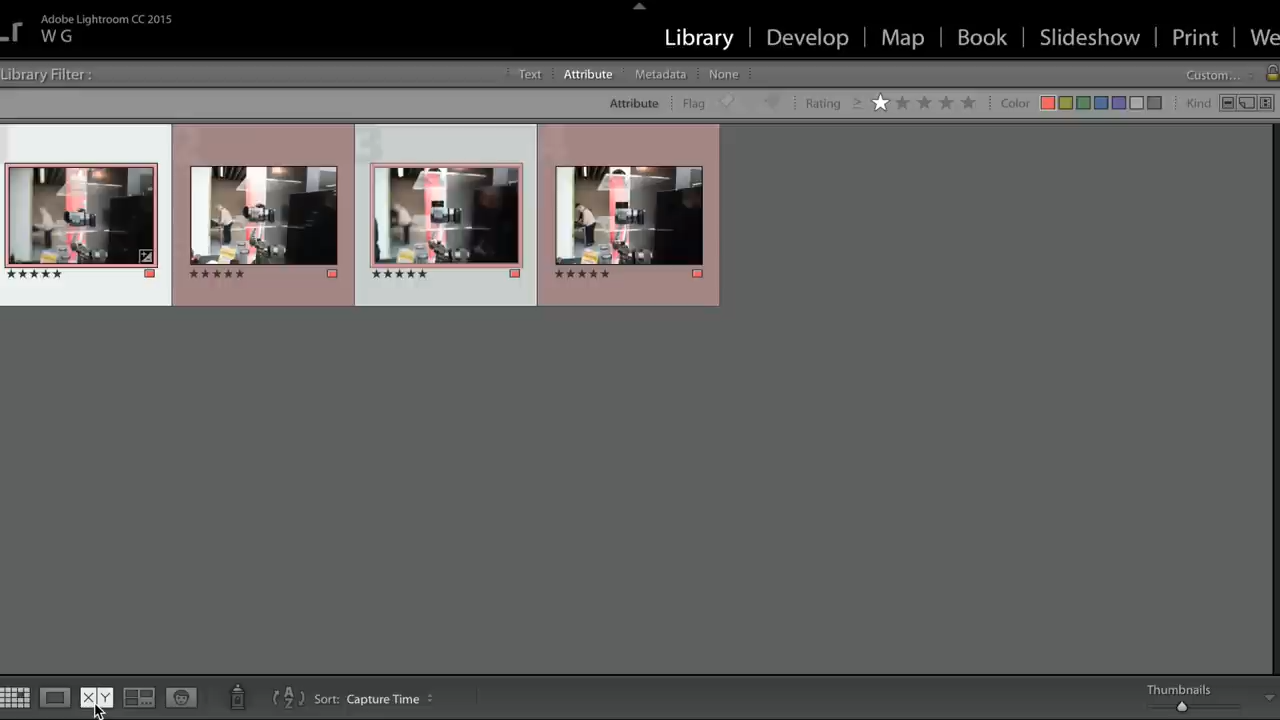 Adobe Lightroom CC 2015
W G
Library | Develop | Map | Book | Slideshow | Print |
Library Filter :
Text Attribute Metadata None
Custom...
Attribute Flag Rating ≥ ★★★★★ Color Kind
3
★★★★★ ★★★★★ ★★★★★ ★★★★★
X Y
A Z Sort: Capture Time
Thumbnails